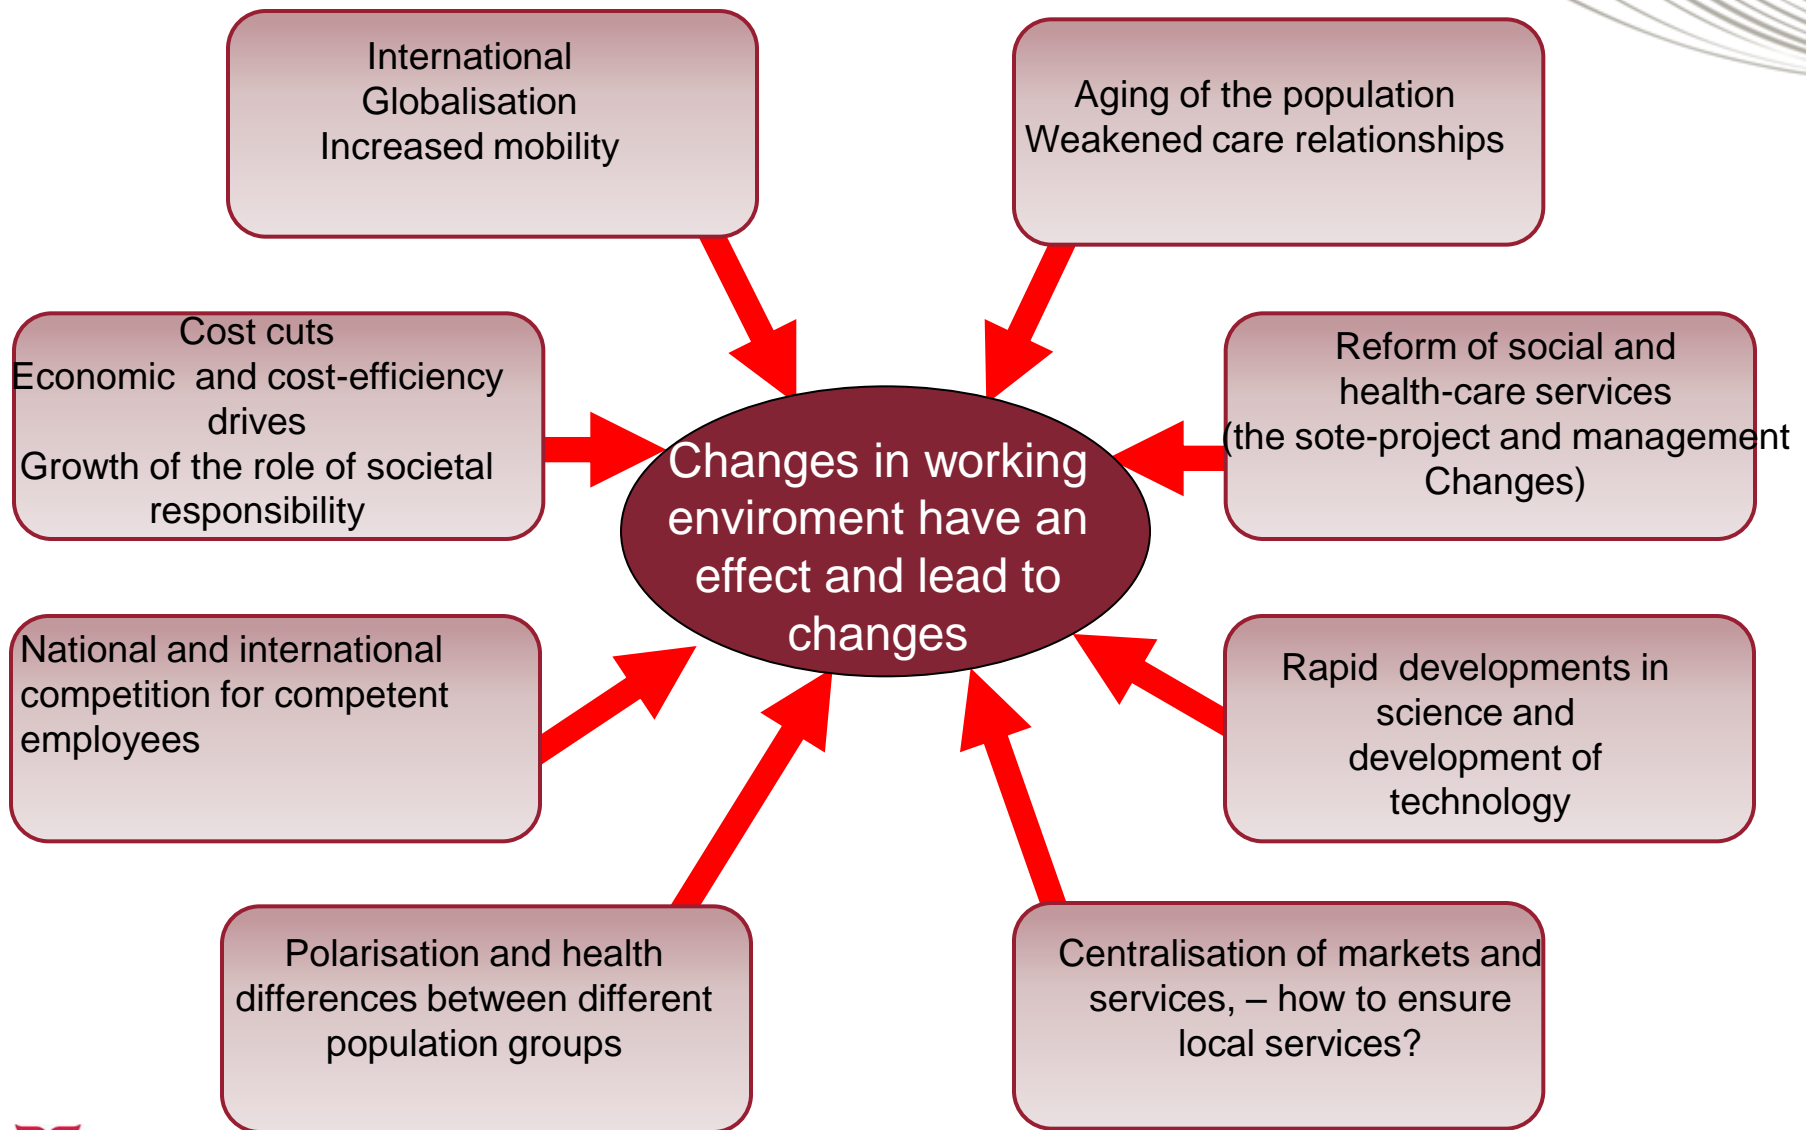 International
Globalisation
Increased mobility
Aging of the population
Weakened care relationships
Cost cuts
Economic  and cost-efficiency
drives
Growth of the role of societal
responsibility
Reform of social and
health-care services
(the sote-project and management
Changes)
Changes in working
enviroment have an
effect and lead to
changes
National and international
competition for competent
employees
Rapid  developments in
science and
development of
technology
Polarisation and health
differences between different
population groups
Centralisation of markets and
services, – how to ensure
local services?